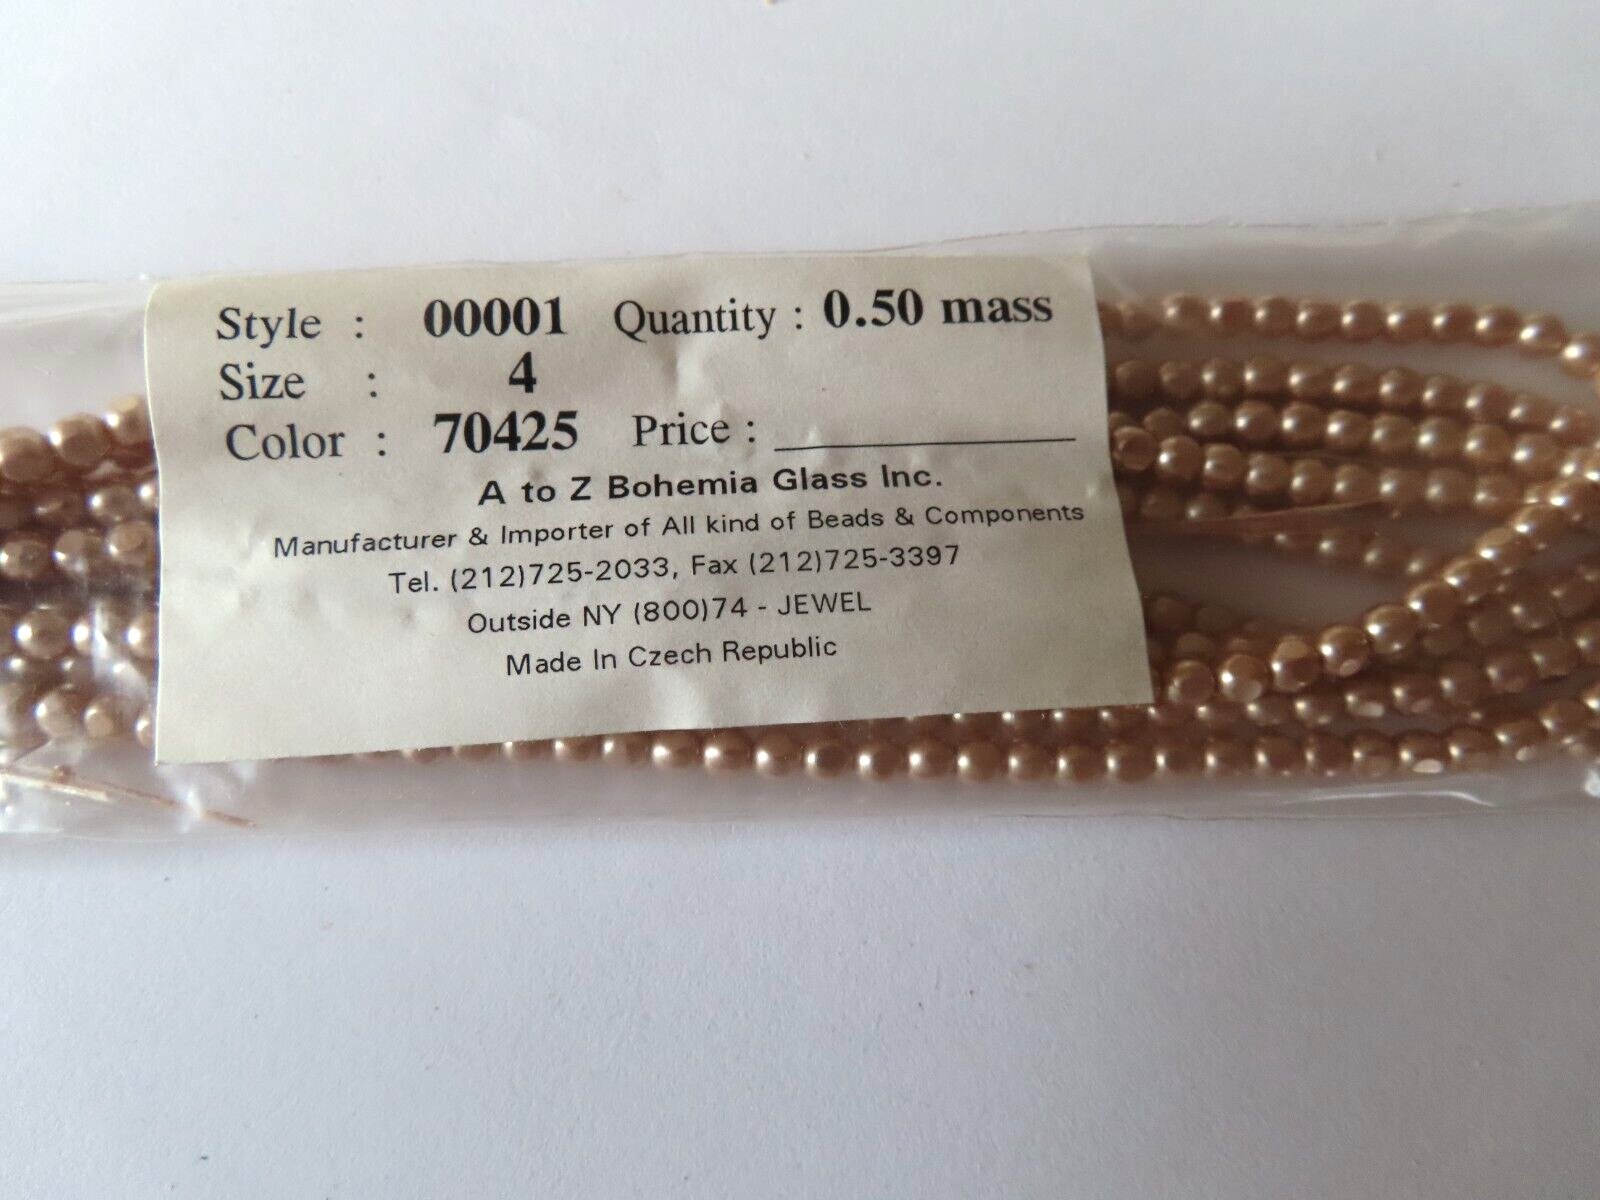 Style : 00001 Quantity : 0.50 mass
Size : 4
Color : 70425 Price : ____________
A to Z Bohemia Glass Inc.
Manufacturer & Importer of All kind of Beads & Components
Tel. (212)725-2033, Fax (212)725-3397
Outside NY (800)74 - JEWEL
Made In Czech Republic